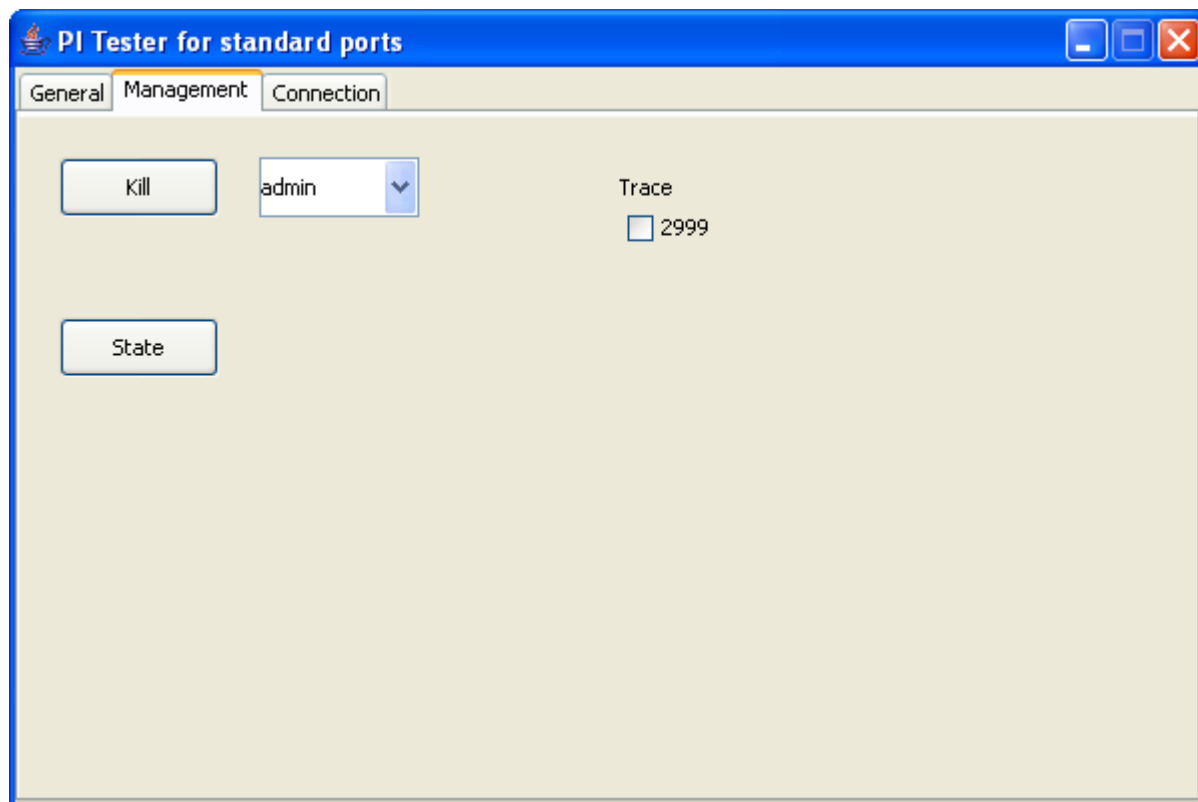 PI Tester for standard ports
General Management Connection
Kill admin Trace
2999
State